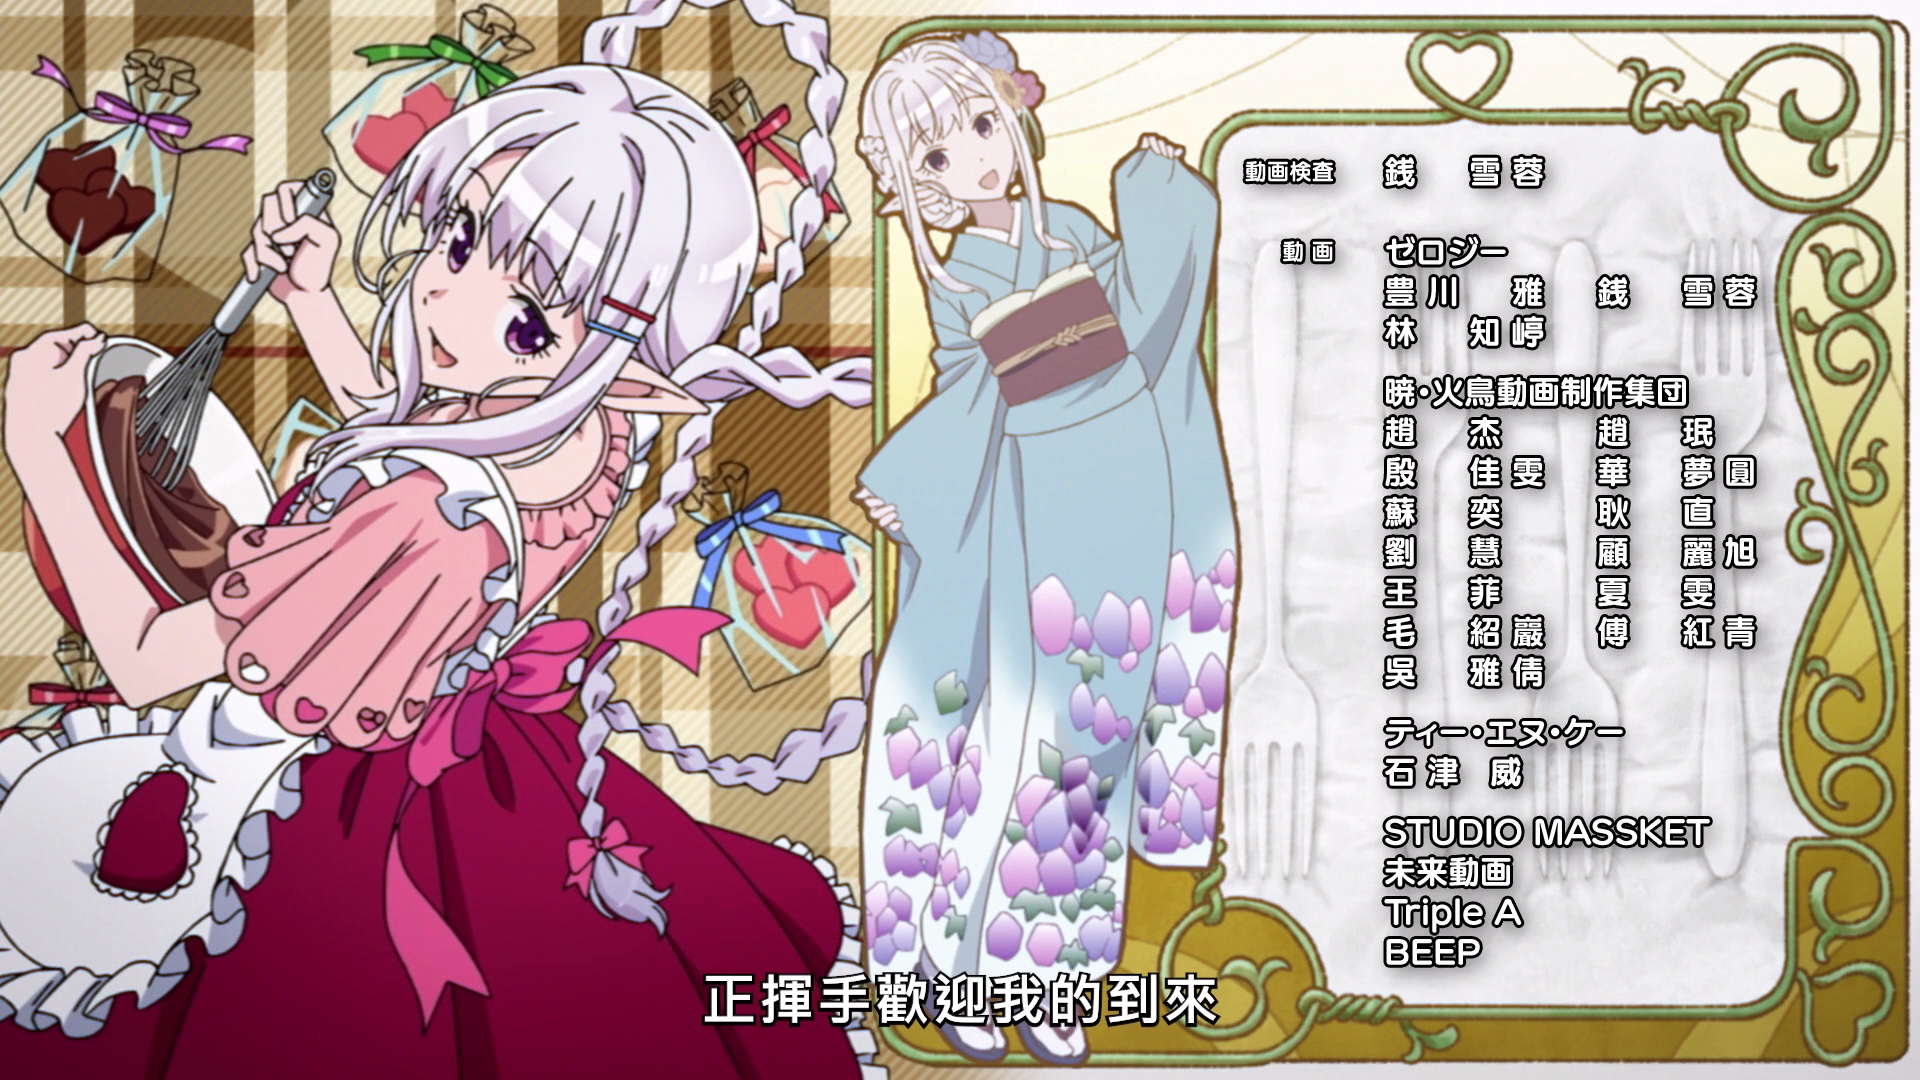 動画検査 銭 雪蓉
動画 ゼロジー
豊川 雅 銭 雪蓉
林 知崞
暁・火鳥動画制作集団
趙 杰 趙 珉
殷 佳雯 華 夢圓
蘇 奕 耿 直
劉 慧 顧 麗旭
王 菲 夏 雯
毛 紹巖 傅 紅青
吳 雅倩
ティー・エヌ・ケー
石津 威
STUDIO MASSKET
未来動画
Triple A
BEEP
正揮手歡迎我的到來